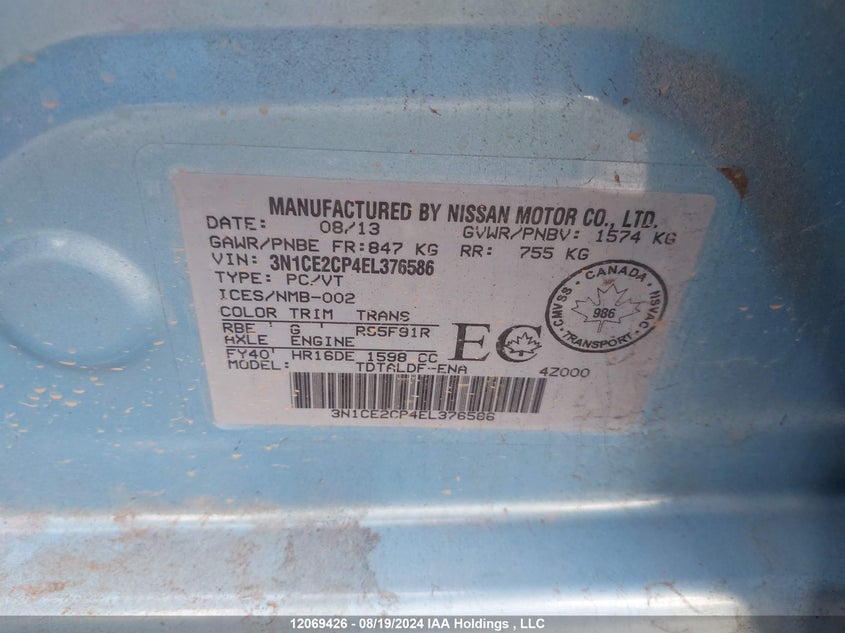 MANUFACTURED BY NISSAN MOTOR CO., LTD.
DATE: 08/13 GVWR/PNBV: 1574 KG
GAWR/PNBE FR:847 KG RR: 755 KG
VIN: 3N1CE2CP4EL376586
TYPE: PC/VT
ICES/NMB-002
COLOR TRIM TRANS
RBE G RS5F91R
AXLE ENGINE
FY40 HR16DE 1598 CC
MODEL: TDTALDF-ENA 4Z000
3N1CE2CP4EL376586
EC
CANADA
CMVSS NSVAC
986
TRANSPORT
12069426 - 08/19/2024 IAA Holdings , LLC